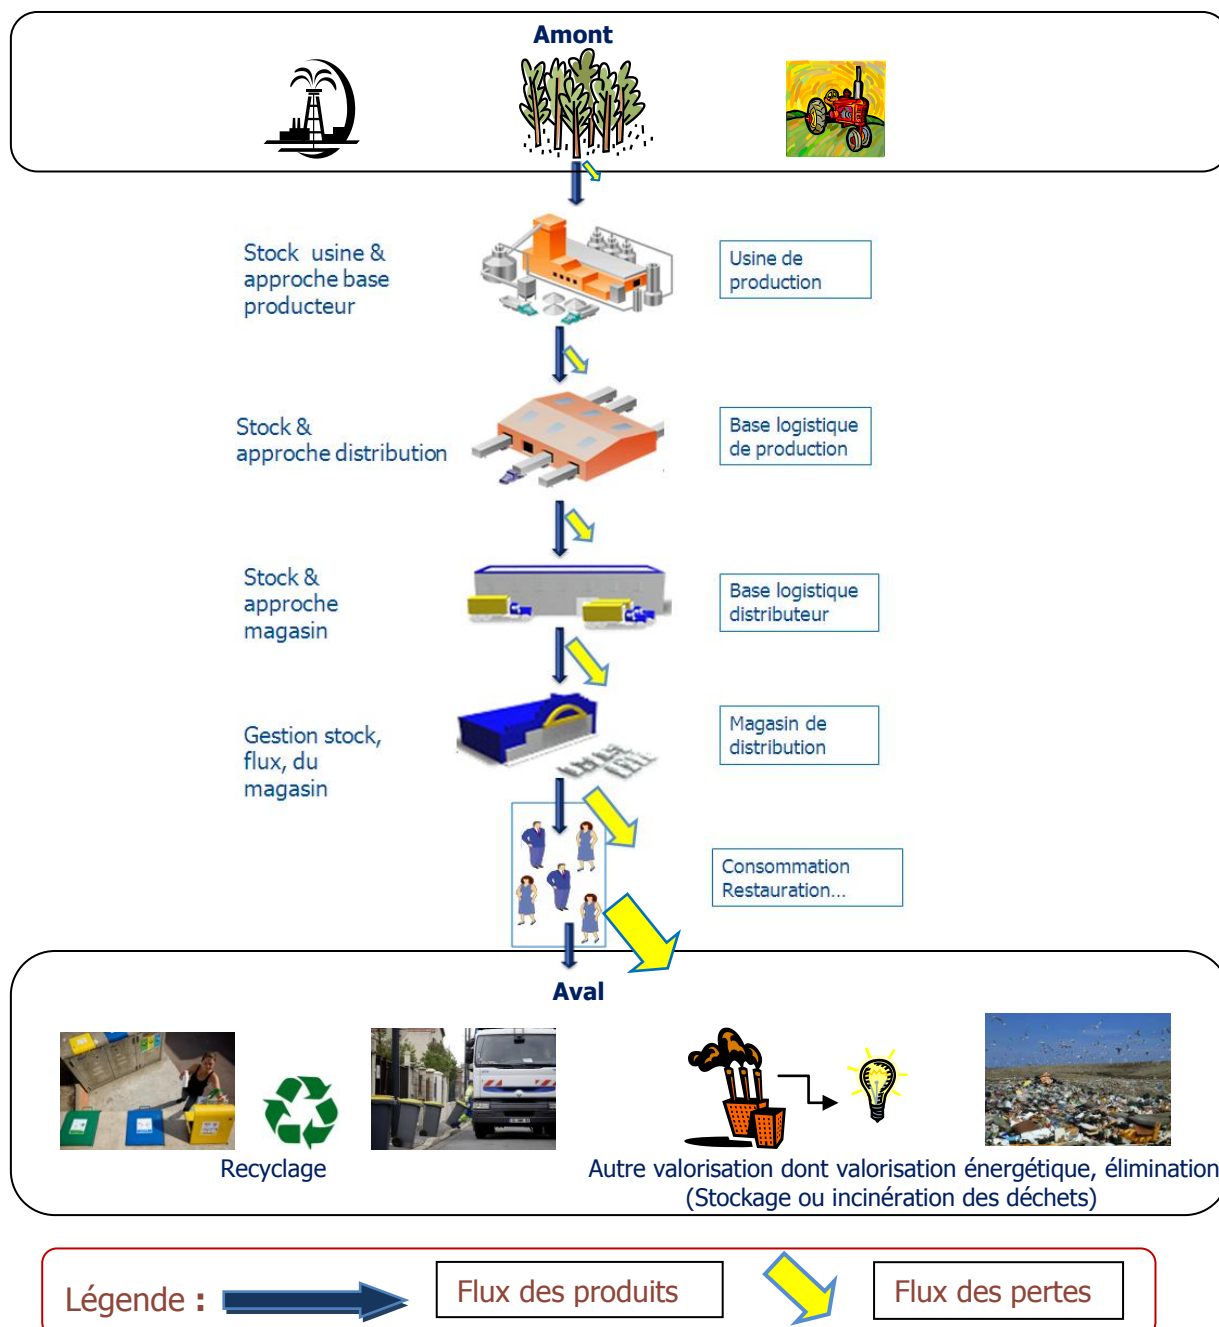 Amont
Stock usine &
approche base
producteur
Usine de
production
Stock &
approche distribution
Base logistique
de production
Stock &
approche
magasin
Base logistique
distributeur
Gestion stock,
flux, du
magasin
Magasin de
distribution
Consommation
Restauration...
Aval
Recyclage
Autre valorisation dont valorisation énergétique, élimination
(Stockage ou incinération des déchets)
Légende :
Flux des produits
Flux des pertes